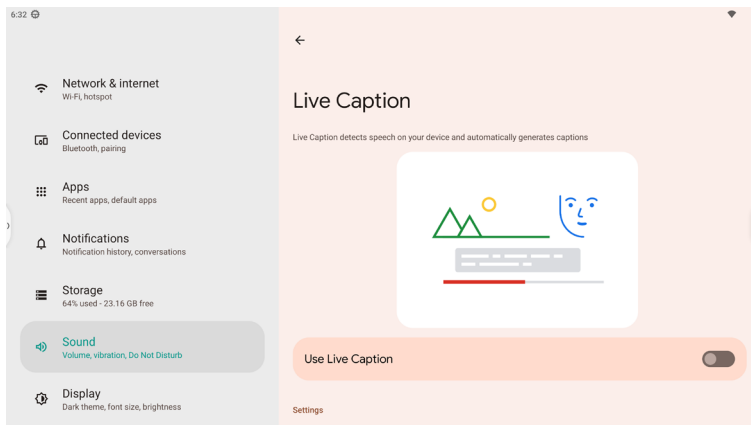 6:32
Network & internet
Wi-Fi, hotspot
Connected devices
Bluetooth, pairing
Apps
Recent apps, default apps
Notifications
Notification history, conversations
Storage
64% used - 23.16 GB free
Sound
Volume, vibration, Do Not Disturb
Display
Dark theme, font size, brightness
Live Caption
Live Caption detects speech on your device and automatically generates captions
Use Live Caption
Settings